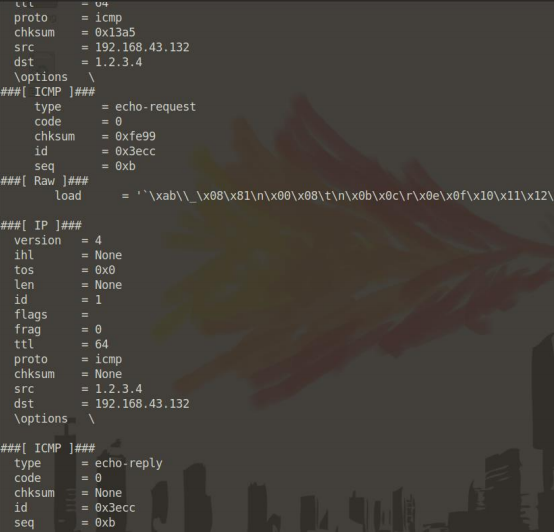 ttl      = 64
proto    = icmp
chksum   = 0x13a5
src      = 192.168.43.132
dst      = 1.2.3.4
\options  \
###[ ICMP ]###
type      = echo-request
code      = 0
chksum    = 0xfe99
id        = 0x3ecc
seq       = 0xb
###[ Raw ]###
load      = '`\xab\\_\x08\x81\n\x00\x08\t\n\x0b\x0c\r\x0e\x0f\x10\x11\x12\
###[ IP ]###
version  = 4
ihl      = None
tos      = 0x0
len      = None
id       = 1
flags    =
frag     = 0
ttl      = 64
proto    = icmp
chksum   = None
src      = 1.2.3.4
dst      = 192.168.43.132
\options  \
###[ ICMP ]###
type     = echo-reply
code     = 0
chksum   = None
id       = 0x3ecc
seq      = 0xb